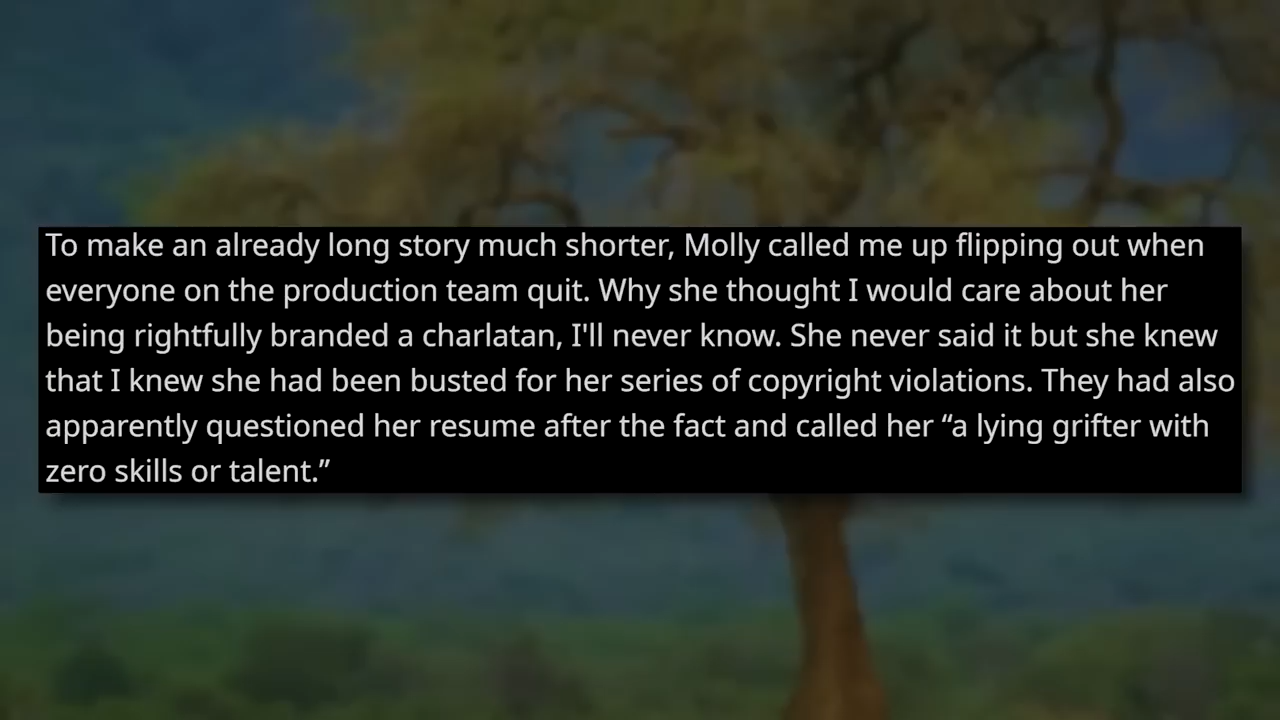 To make an already long story much shorter, Molly called me up flipping out when
everyone on the production team quit. Why she thought I would care about her
being rightfully branded a charlatan, I'll never know. She never said it but she knew
that I knew she had been busted for her series of copyright violations. They had also
apparently questioned her resume after the fact and called her “a lying grifter with
zero skills or talent.”